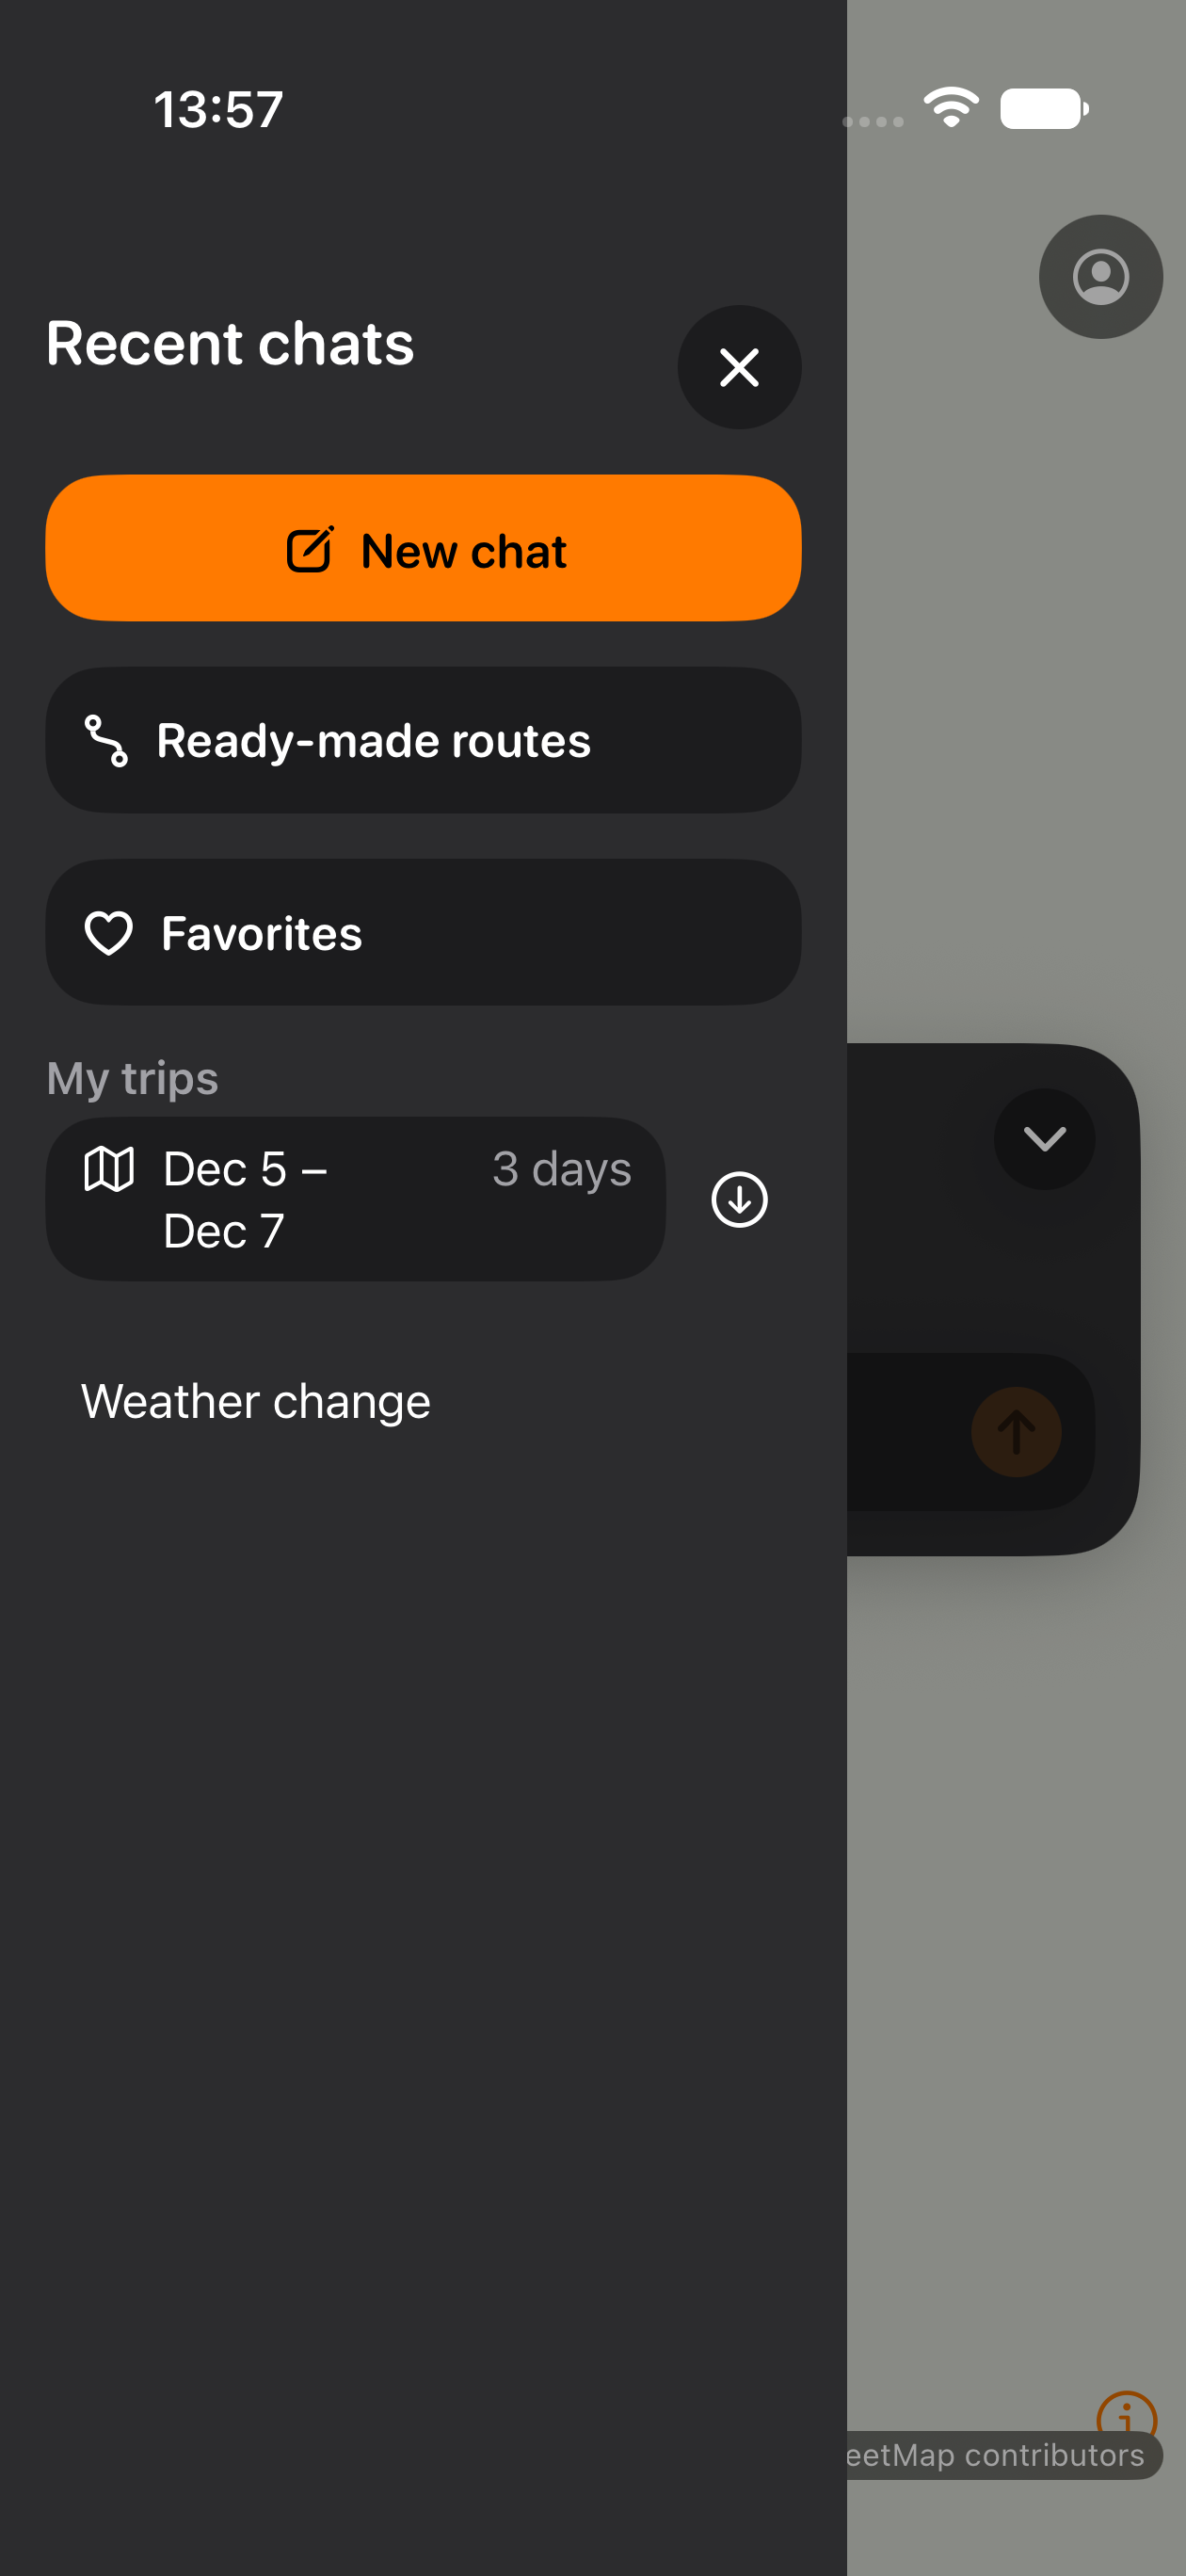 13:57
Recent chats
New chat
Ready-made routes
Favorites
My trips
Dec 5 – 3 days
Dec 7
Weather change
eetMap contributors